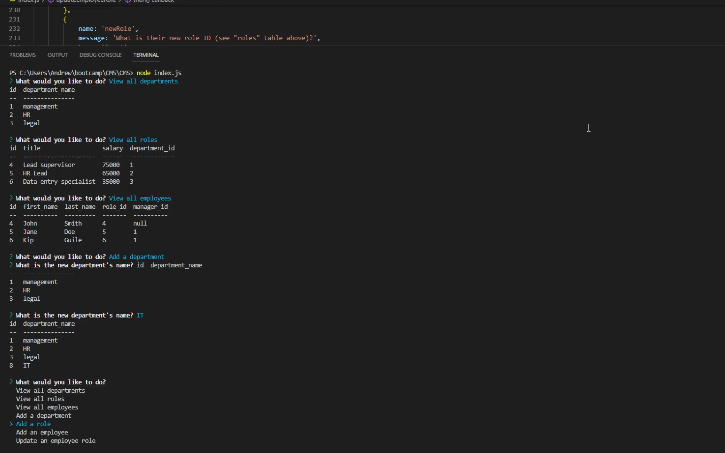 index.js > updateEmployeeRole > then() callback
230 },
231 {
232 name: 'newRole',
233 message: 'What is their new role ID (see "roles" table above)?',
PROBLEMS OUTPUT DEBUG CONSOLE TERMINAL
PS C:\Users\Andrew\bootcamp\CMS\CMS> node index.js
? What would you like to do? View all departments
id department_name
-- ---------------
1 management
2 HR
3 legal
? What would you like to do? View all roles
id title salary department_id
-- --------------------- ------ -------------
4 Lead supervisor 75000 1
5 HR Lead 65000 2
6 Data entry specialist 35000 3
? What would you like to do? View all employees
id first_name last_name role_id manager_id
-- ---------- --------- ------- ----------
4 John Smith 4 null
5 Jane Doe 5 1
6 Kip Guile 6 1
? What would you like to do? Add a department
? What is the new department's name? id department_name
-- ---------------
1 management
2 HR
3 legal
? What is the new department's name? IT
id department_name
-- ---------------
1 management
2 HR
3 legal
8 IT
? What would you like to do?
View all departments
View all roles
View all employees
Add a department
> Add a role
Add an employee
Update an employee role